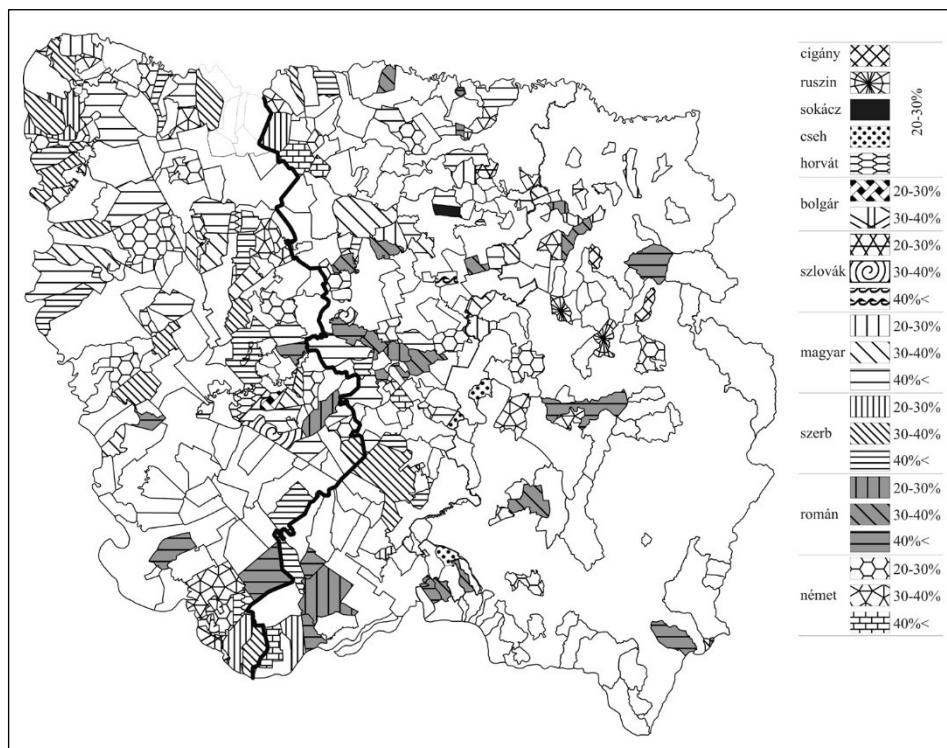 cigány
ruszin
sokácz
cseh
horvát
20-30%
bolgár
20-30%
30-40%
szlovák
20-30%
30-40%
40%<
magyar
20-30%
30-40%
40%<
szerb
20-30%
30-40%
40%<
román
20-30%
30-40%
40%<
német
20-30%
30-40%
40%<